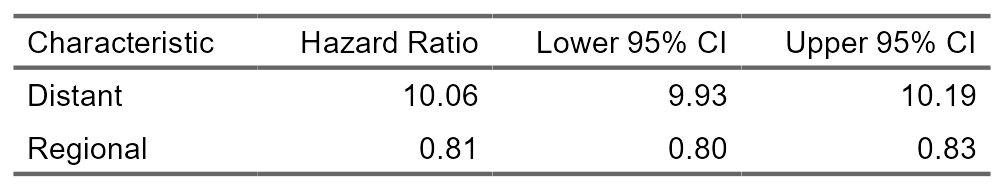 Characteristic Hazard Ratio Lower 95% CI Upper 95% CI
Distant 10.06 9.93 10.19
Regional 0.81 0.80 0.83